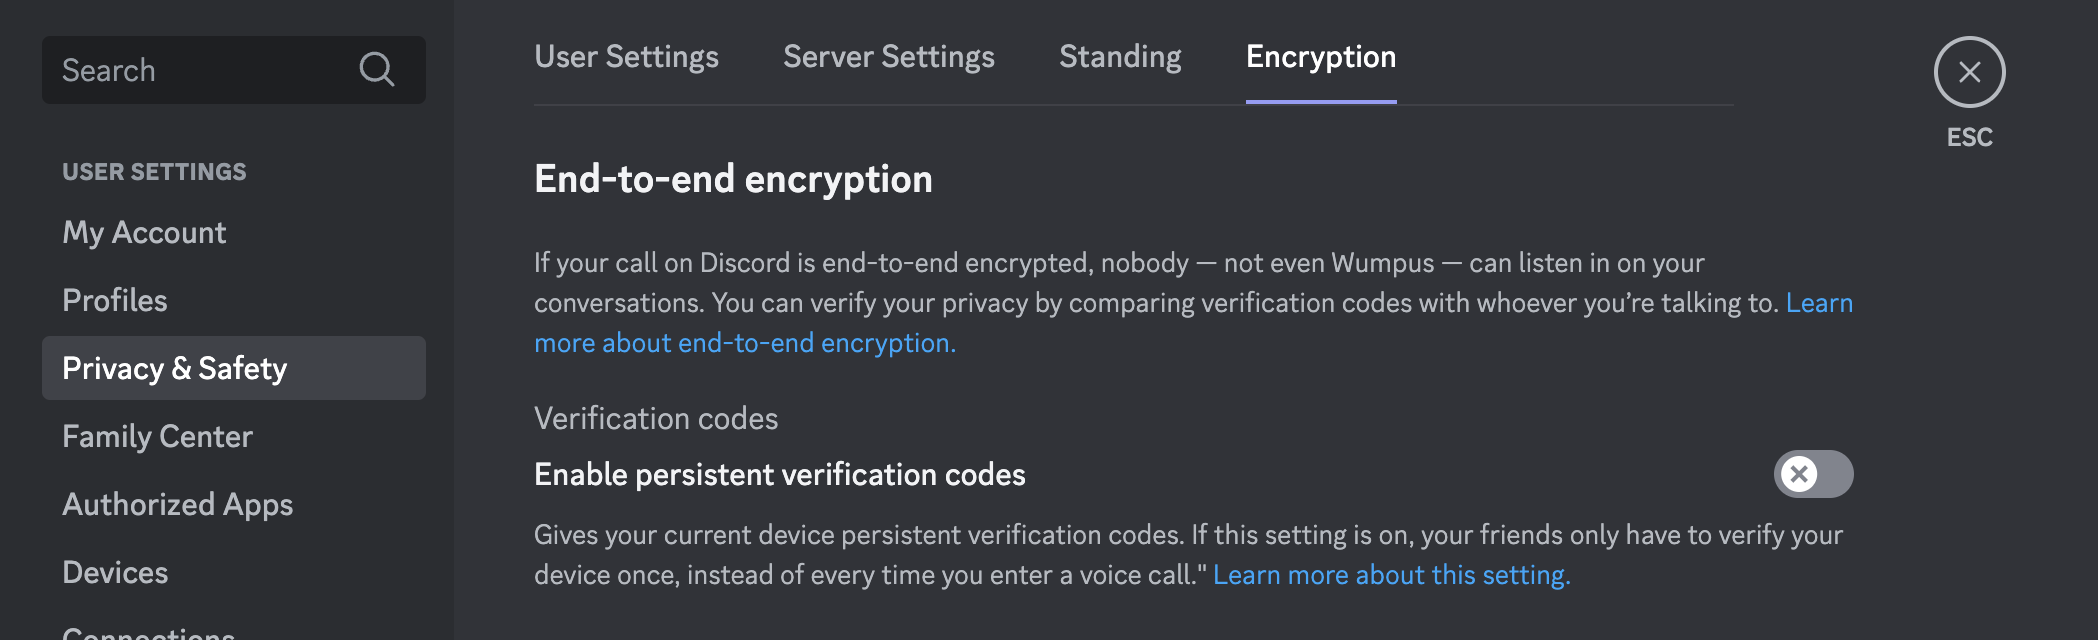 Search
USER SETTINGS
My Account
Profiles
Privacy & Safety
Family Center
Authorized Apps
Devices
Connections
User Settings
Server Settings
Standing
Encryption
ESC
End-to-end encryption
If your call on Discord is end-to-end encrypted, nobody — not even Wumpus — can listen in on your
conversations. You can verify your privacy by comparing verification codes with whoever you’re talking to. Learn
more about end-to-end encryption.
Verification codes
Enable persistent verification codes
Gives your current device persistent verification codes. If this setting is on, your friends only have to verify your
device once, instead of every time you enter a voice call." Learn more about this setting.